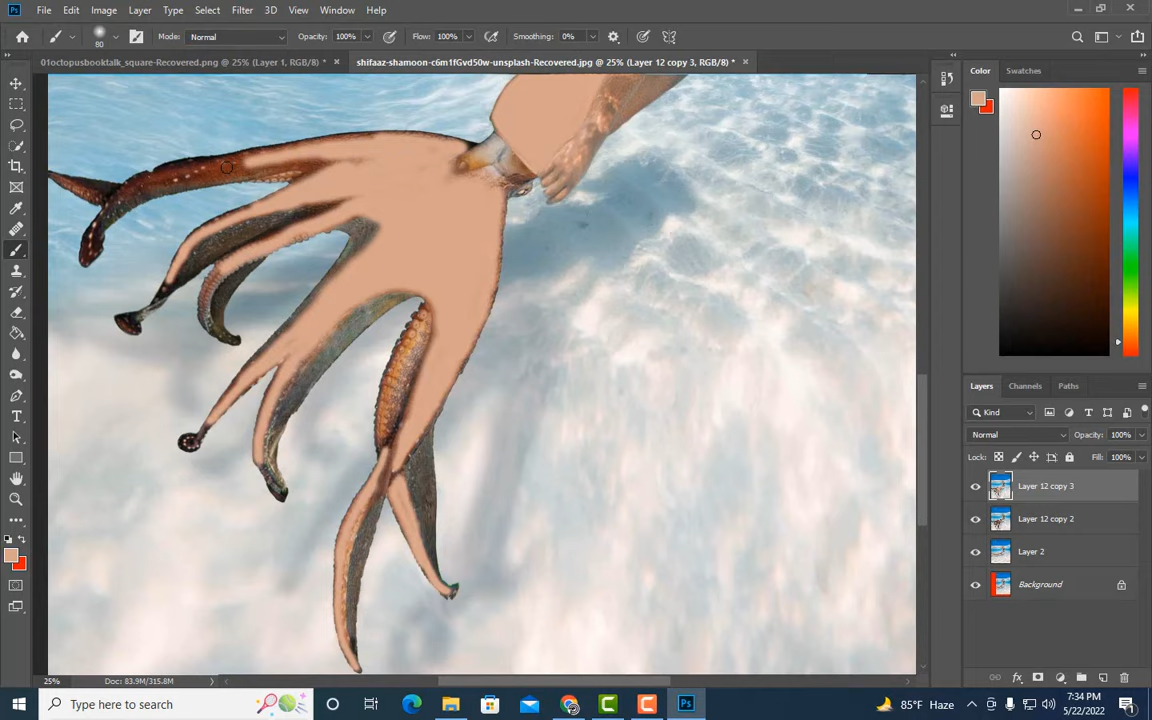 Ps File Edit Image Layer Type Select Filter 3D View Window Help
80 Mode: Normal Opacity: 100% Flow: 100% Smoothing: 0%
01octopusbooktalk_square-Recovered.png @ 25% (Layer 1, RGB/8) *
shifaaz-shamoon-c6m1fGvd50w-unsplash-Recovered.jpg @ 25% (Layer 12 copy 3, RGB/8) *
Color Swatches
Layers Channels Paths
Kind
Normal Opacity: 100%
Lock: Fill: 100%
Layer 12 copy 3
Layer 12 copy 2
Layer 2
Background
25% Doc: 83.9M/315.8M
Type here to search
Ps
85°F Haze
7:34 PM
5/22/2022
1